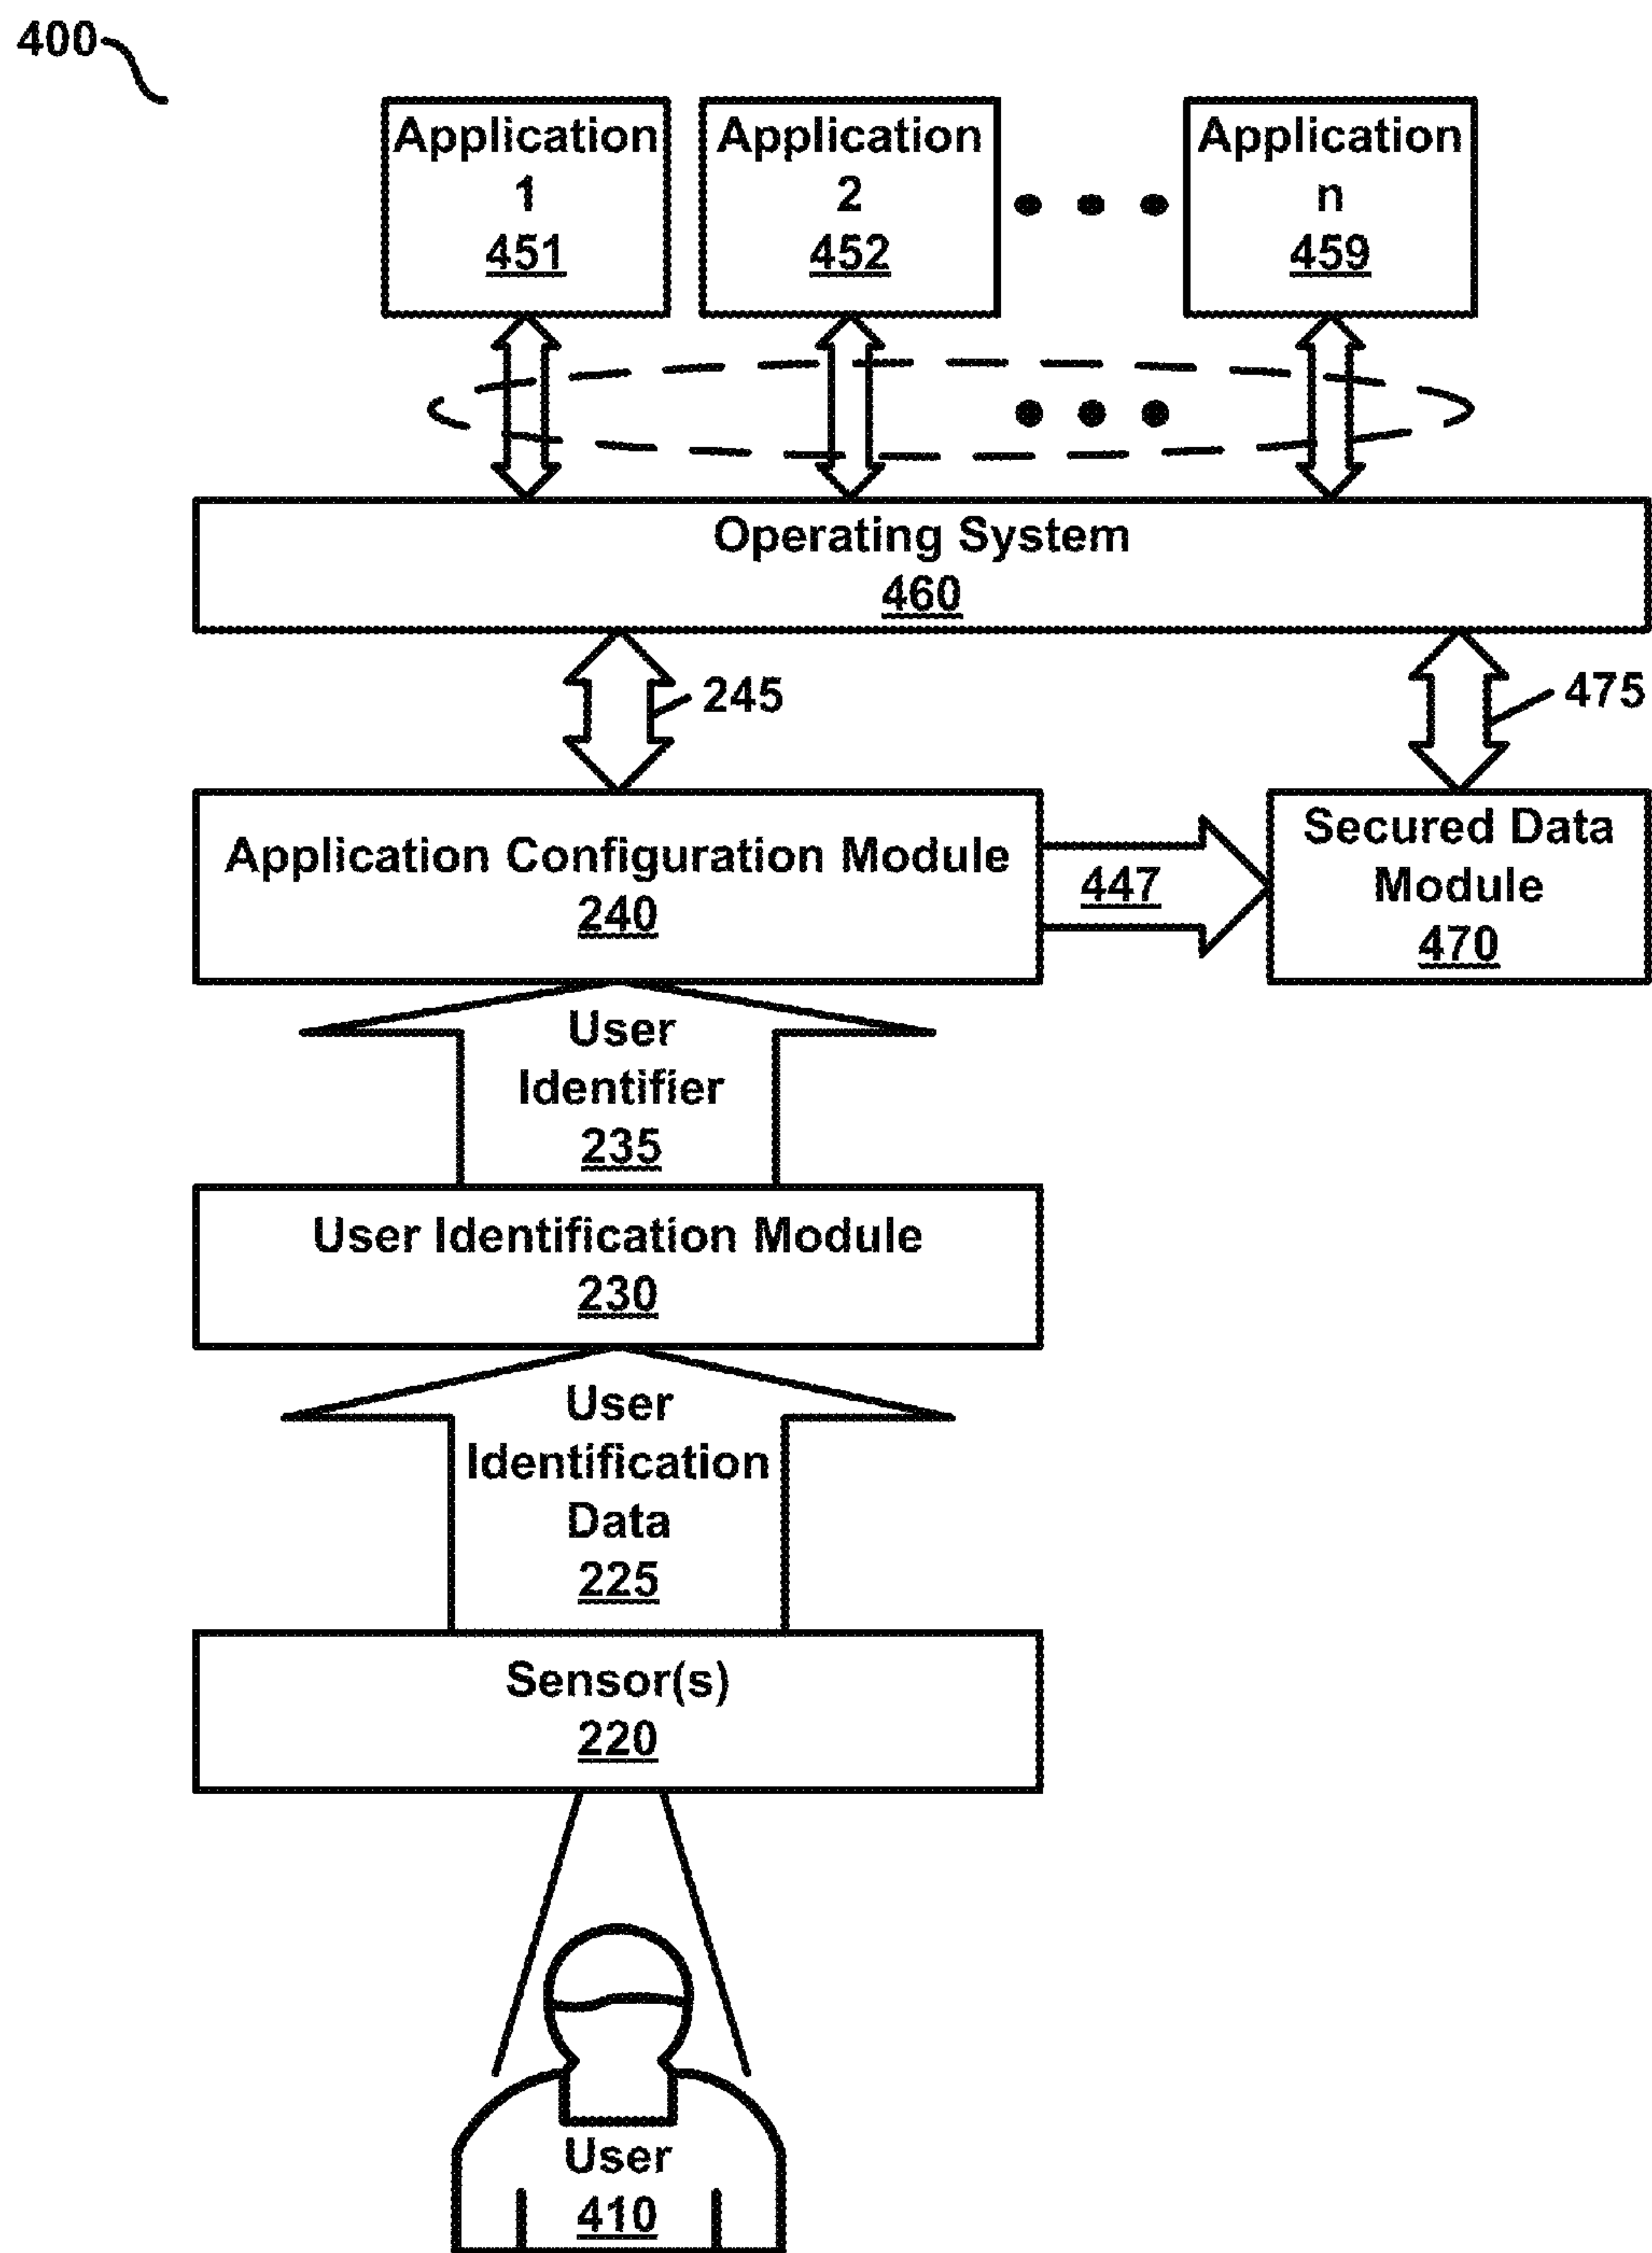 400
Application
1
451
Application
2
452
Application
n
459
Operating System
460
245
475
Application Configuration Module
240
447
Secured Data
Module
470
User
Identifier
235
User Identification Module
230
User
Identification
Data
225
Sensor(s)
220
User
410